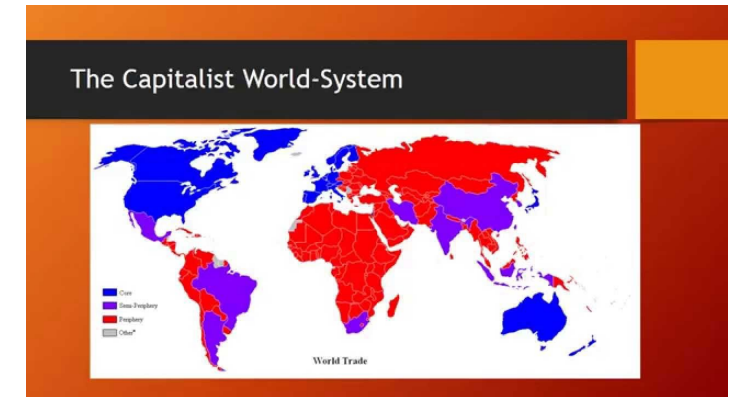 The Capitalist World-System
Core
Semi-Periphery
Periphery
Other*
World Trade